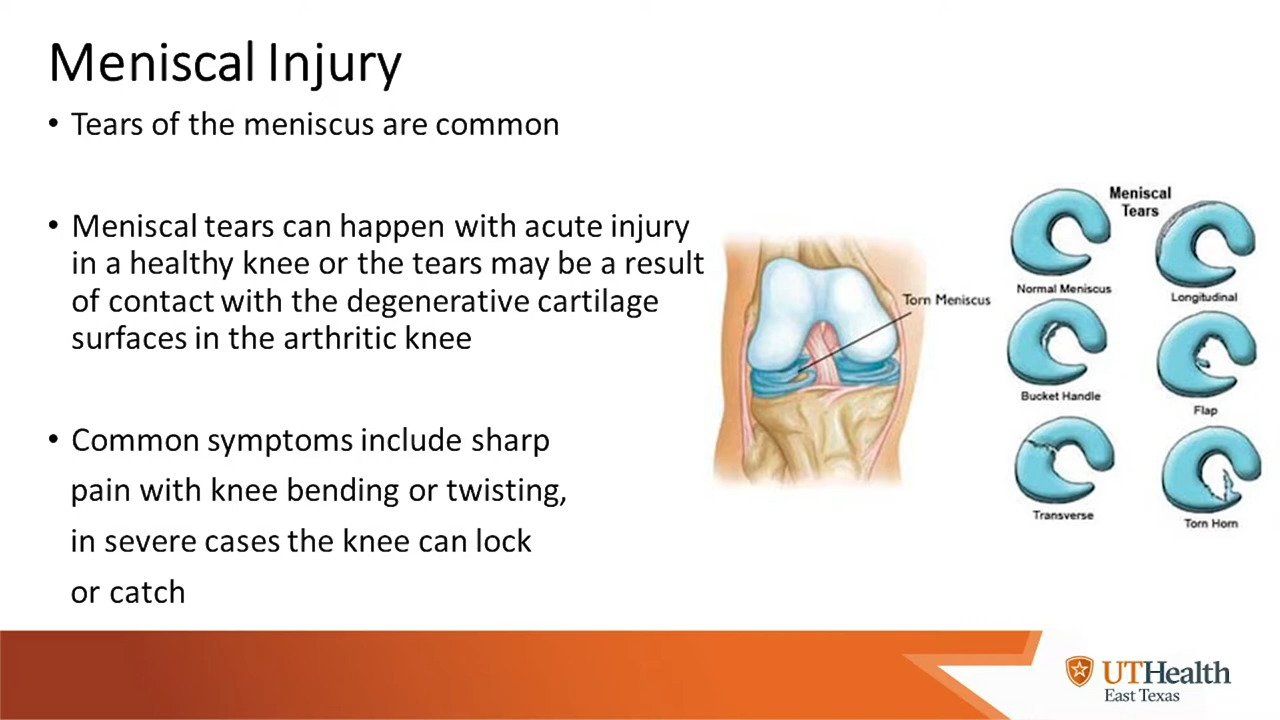 Meniscal Injury
• Tears of the meniscus are common
• Meniscal tears can happen with acute injury
in a healthy knee or the tears may be a result
of contact with the degenerative cartilage
surfaces in the arthritic knee
• Common symptoms include sharp
pain with knee bending or twisting,
in severe cases the knee can lock
or catch
Torn Meniscus
Meniscal
Tears
Normal Meniscus
Longitudinal
Bucket Handle
Flap
Transverse
Torn Horn
UTHealth
East Texas